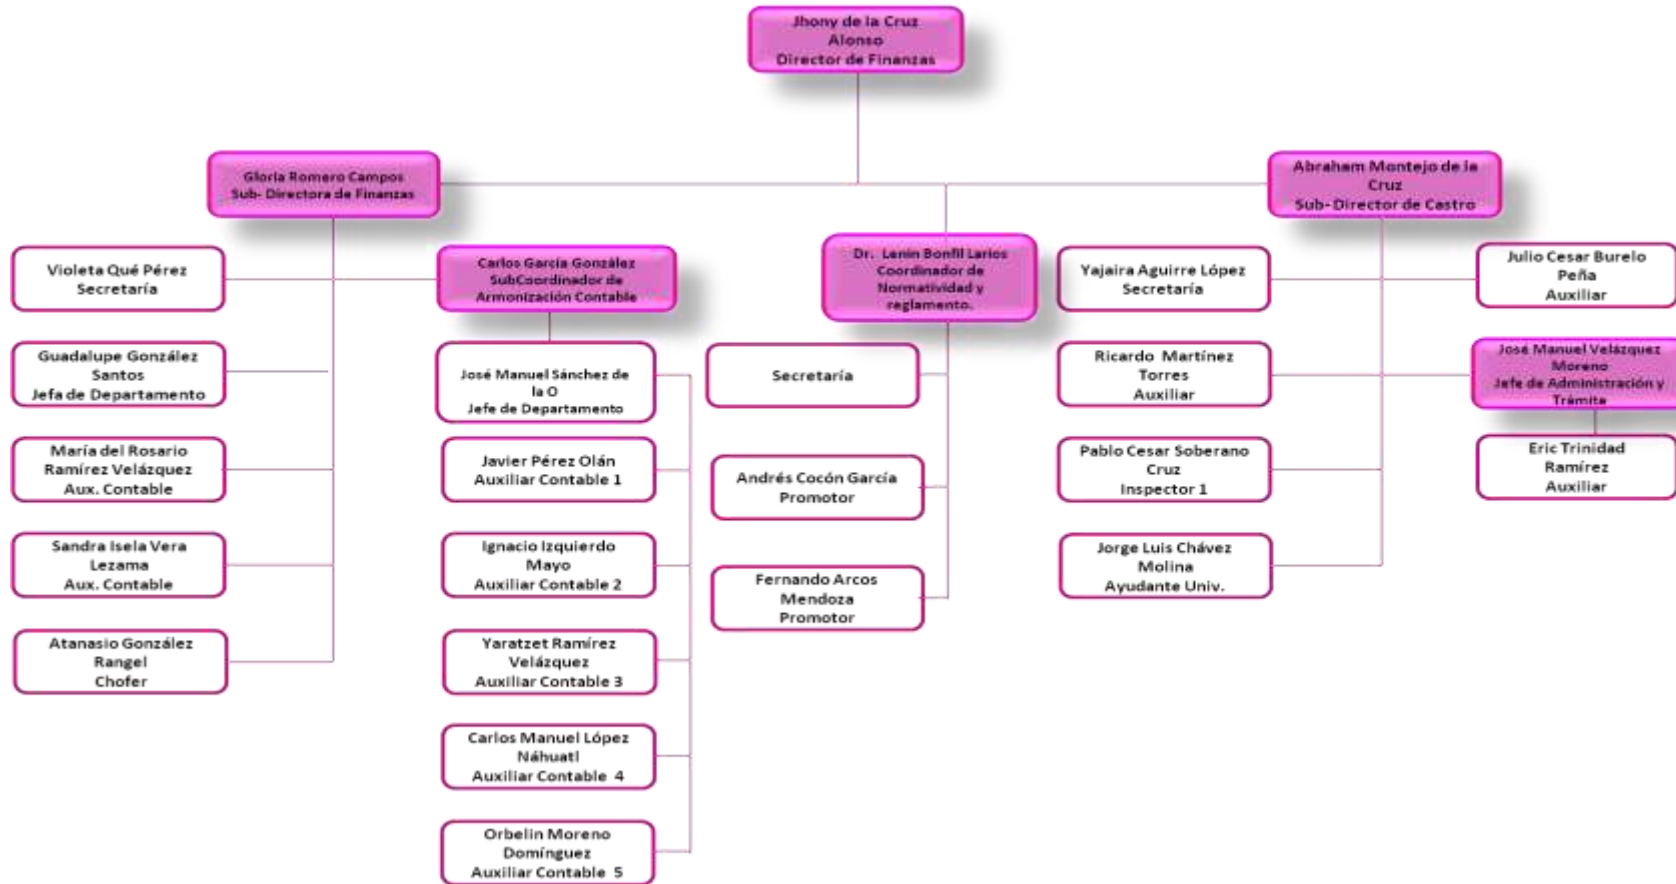 Jhony de la Cruz
Alonso
Director de Finanzas
Gloria Romero Campos
Sub- Directora de Finanzas
Abraham Montejo de la
Cruz
Sub- Director de Castro
Violeta Qué Pérez
Secretaría
Carlos García González
SubCoordinador de
Armonización Contable
Dr. Lenin Bonfil Larios
Coordinador de
Normatividad y
reglamento.
Yajaira Aguirre López
Secretaría
Julio Cesar Burelo
Peña
Auxiliar
Guadalupe González
Santos
Jefa de Departamento
José Manuel Sánchez de
la O
Jefe de Departamento
Secretaría
Ricardo Martínez
Torres
Auxiliar
José Manuel Velázquez
Moreno
Jefe de Administración y
Trámita
María del Rosario
Ramírez Velázquez
Aux. Contable
Javier Pérez Olán
Auxiliar Contable 1
Andrés Cocón García
Promotor
Pablo Cesar Soberano
Cruz
Inspector 1
Eric Trinidad
Ramírez
Auxiliar
Sandra Isela Vera
Lezama
Aux. Contable
Ignacio Izquierdo
Mayo
Auxiliar Contable 2
Fernando Arcos
Mendoza
Promotor
Jorge Luis Chávez
Molina
Ayudante Univ.
Atanasio González
Rangel
Chofer
Yaratzet Ramírez
Velázquez
Auxiliar Contable 3
Carlos Manuel López
Náhuatl
Auxiliar Contable 4
Orbelin Moreno
Domínguez
Auxiliar Contable 5